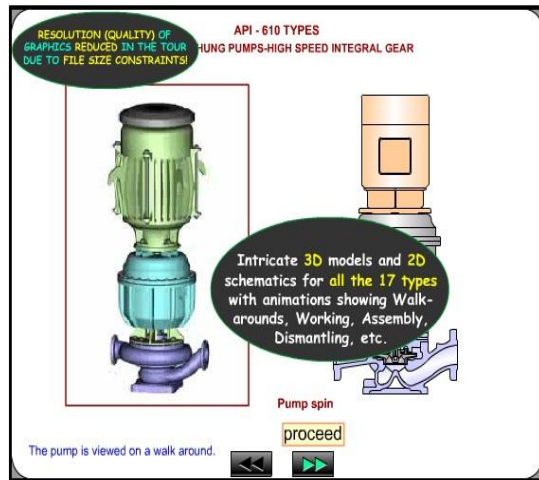 RESOLUTION (QUALITY) OF
GRAPHICS REDUCED IN THE TOUR
DUE TO FILE SIZE CONSTRAINTS!
API - 610 TYPES
HUNG PUMPS-HIGH SPEED INTEGRAL GEAR
Intricate 3D models and 2D
schematics for all the 17 types
with animations showing Walk-
arounds, Working, Assembly,
Dismantling, etc.
Pump spin
proceed
The pump is viewed on a walk around.